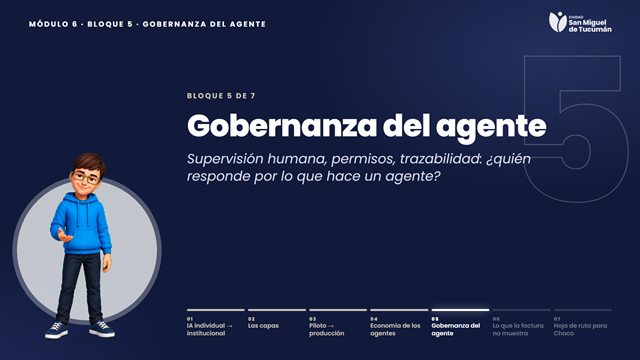 MÓDULO 6 · BLOQUE 5 · GOBERNANZA DEL AGENTE
CIUDAD
San Miguel
de Tucumán
5
BLOQUE 5 DE 7
Gobernanza del agente
Supervisión humana, permisos, trazabilidad: ¿quién
responde por lo que hace un agente?
01
IA individual →
institucional
02
Las capas
03
Piloto →
producción
04
Economía de los
agentes
05
Gobernanza del
agente
06
Lo que la factura
no muestra
07
Hoja de ruta para
Chaco